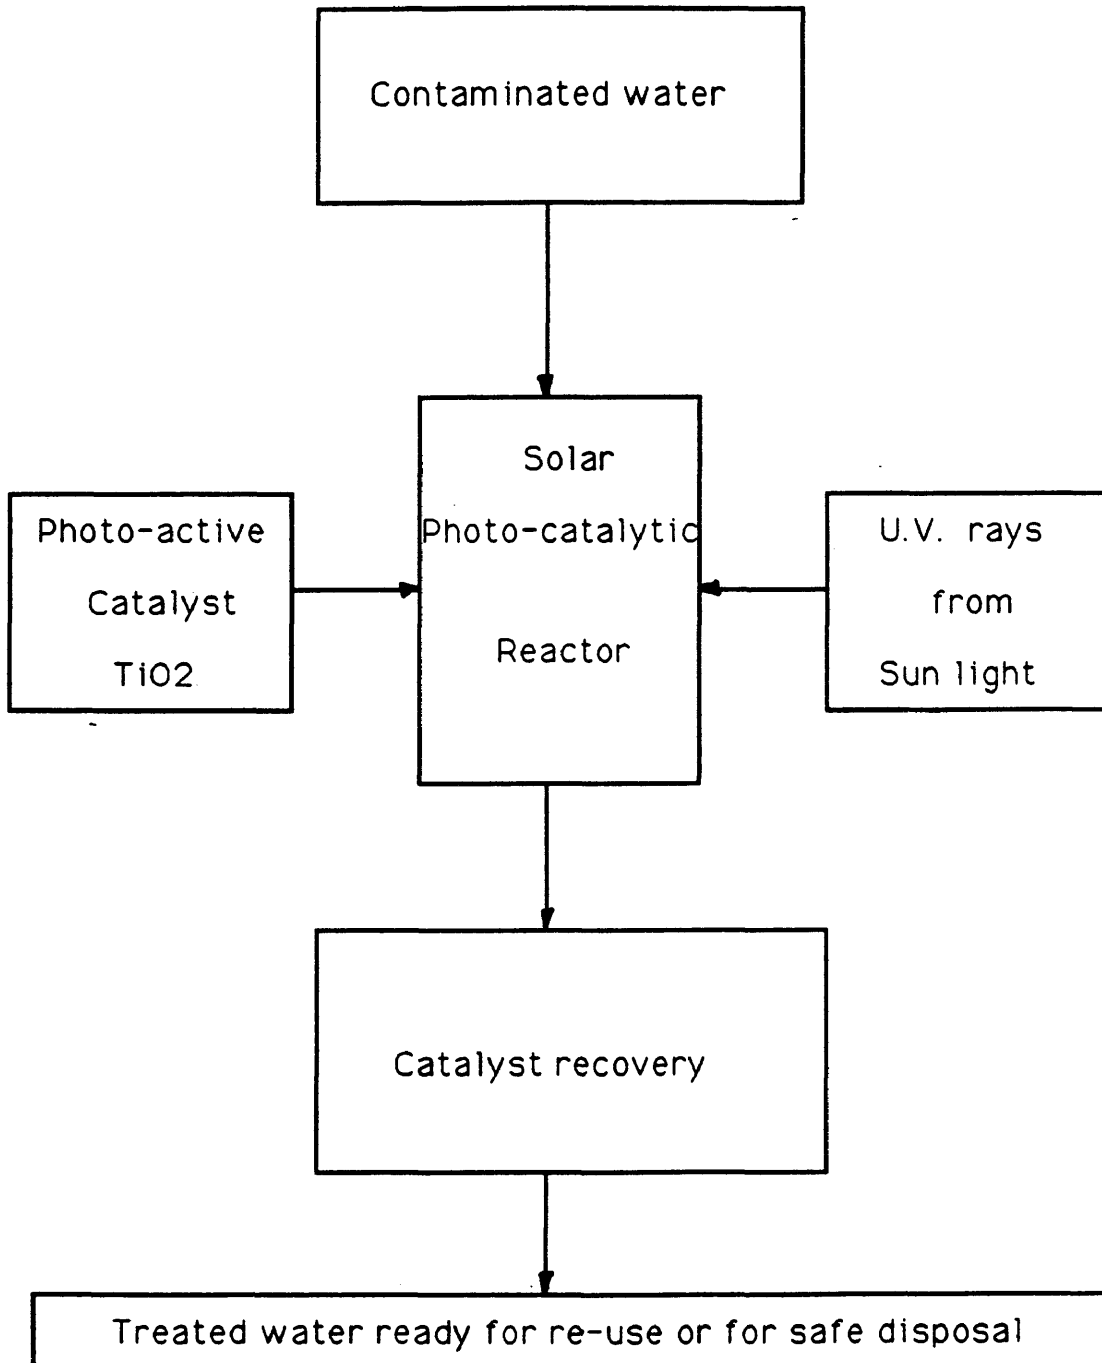 Contaminated water
Solar
Photo-catalytic
Reactor
Photo-active
Catalyst
TiO2
U.V. rays
from
Sun light
Catalyst recovery
Treated water ready for re-use or for safe disposal